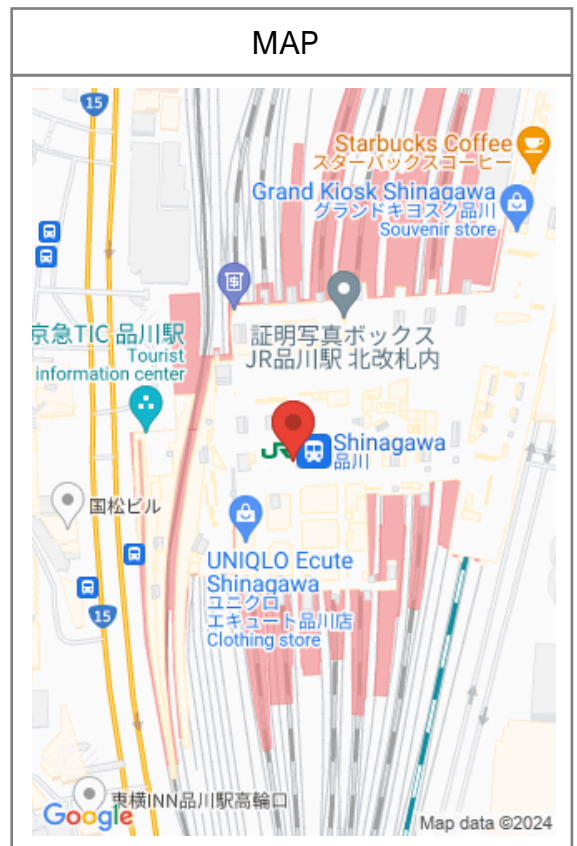 MAP
15
Starbucks Coffee
スターバックスコーヒー
Grand Kiosk Shinagawa
グランドキヨスク品川
Souvenir store
京急TIC 品川駅
Tourist
information center
証明写真ボックス
JR品川駅 北改札内
JR
Shinagawa
品川
国松ビル
UNIQLO Ecute
Shinagawa
ユニクロ
エキュート品川店
Clothing store
15
東横INN品川駅高輪口
Google
Map data ©2024